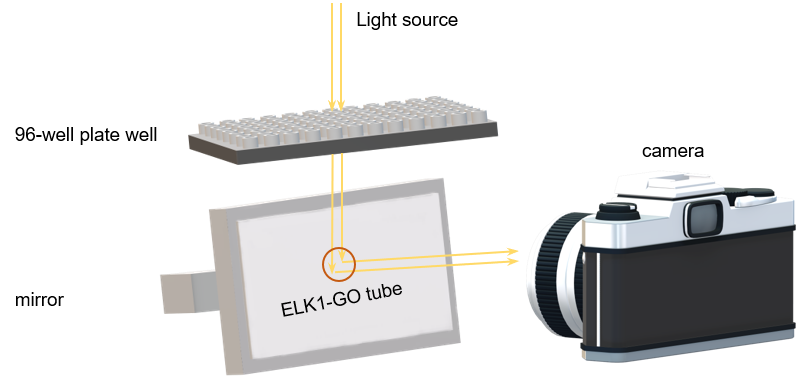 Light source
96-well plate well
camera
ELK1-GO tube
mirror